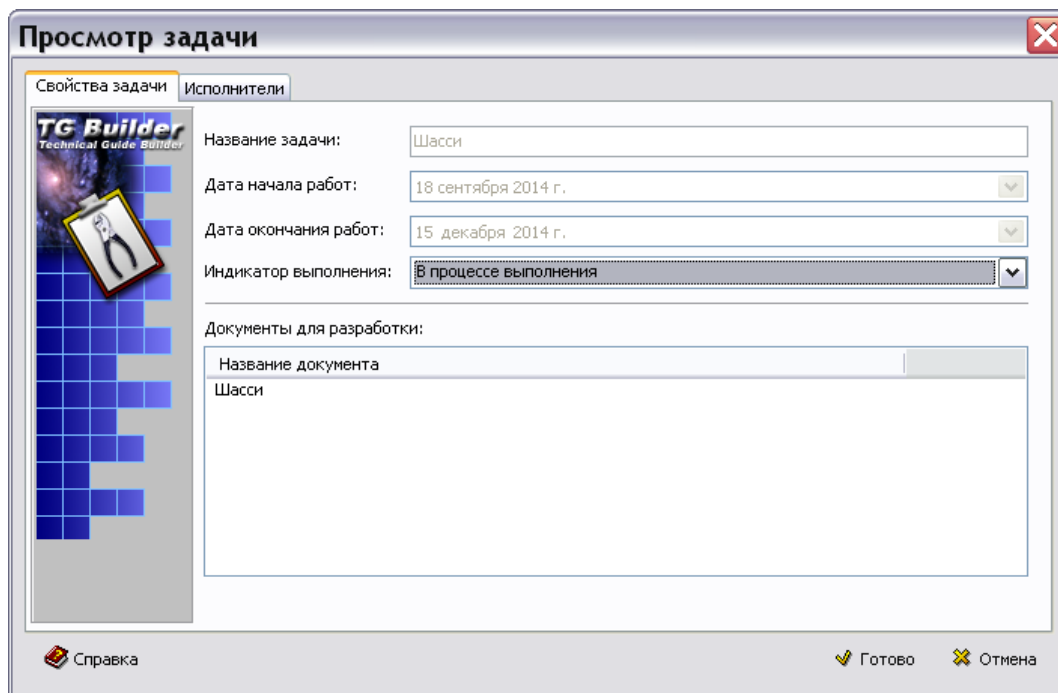 Просмотр задачи
Свойства задачи
Исполнители
TG Builder
Technical Guide Builder
Название задачи:
Шасси
Дата начала работ:
18 сентября 2014 г.
Дата окончания работ:
15 декабря 2014 г.
Индикатор выполнения:
В процессе выполнения
Документы для разработки:
Название документа
Шасси
Справка
Готово
Отмена